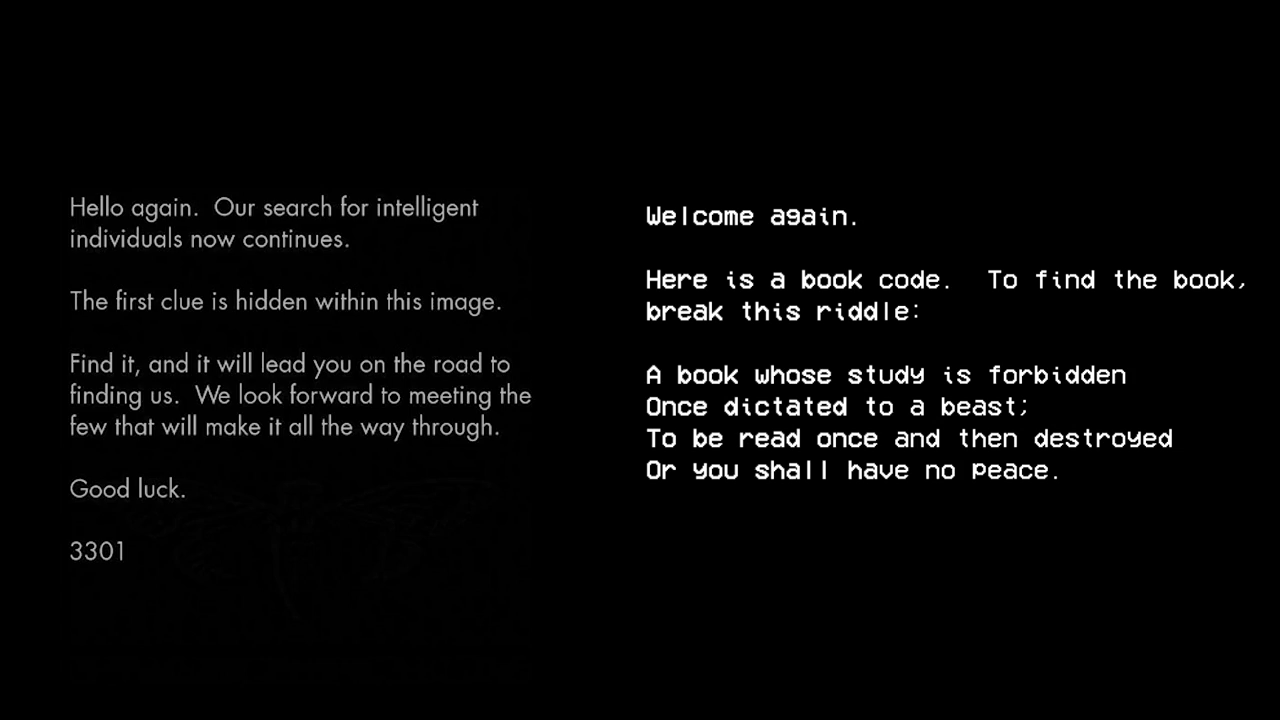 Hello again.  Our search for intelligent
individuals now continues.
The first clue is hidden within this image.
Find it, and it will lead you on the road to
finding us.  We look forward to meeting the
few that will make it all the way through.
Good luck.
3301
Welcome again.
Here is a book code.  To find the book,
break this riddle:
A book whose study is forbidden
Once dictated to a beast;
To be read once and then destroyed
Or you shall have no peace.